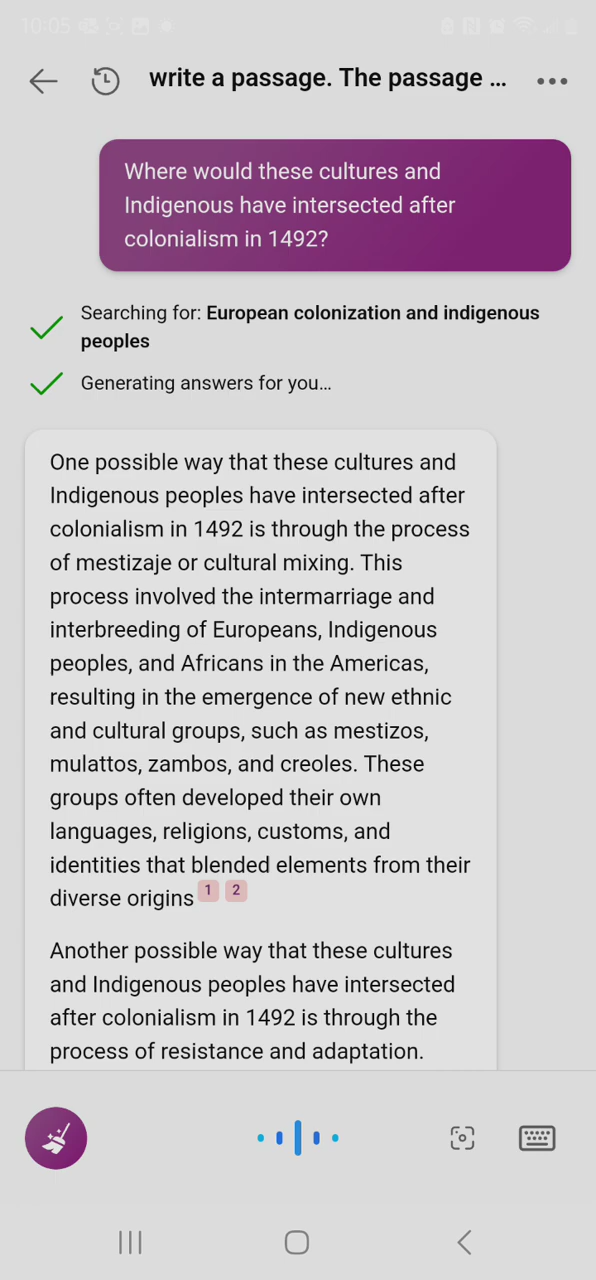 10:05
write a passage. The passage ...
Where would these cultures and
Indigenous have intersected after
colonialism in 1492?
Searching for: European colonization and indigenous
peoples
Generating answers for you...
One possible way that these cultures and
Indigenous peoples have intersected after
colonialism in 1492 is through the process
of mestizaje or cultural mixing. This
process involved the intermarriage and
interbreeding of Europeans, Indigenous
peoples, and Africans in the Americas,
resulting in the emergence of new ethnic
and cultural groups, such as mestizos,
mulattos, zambos, and creoles. These
groups often developed their own
languages, religions, customs, and
identities that blended elements from their
diverse origins 1 2
Another possible way that these cultures
and Indigenous peoples have intersected
after colonialism in 1492 is through the
process of resistance and adaptation.